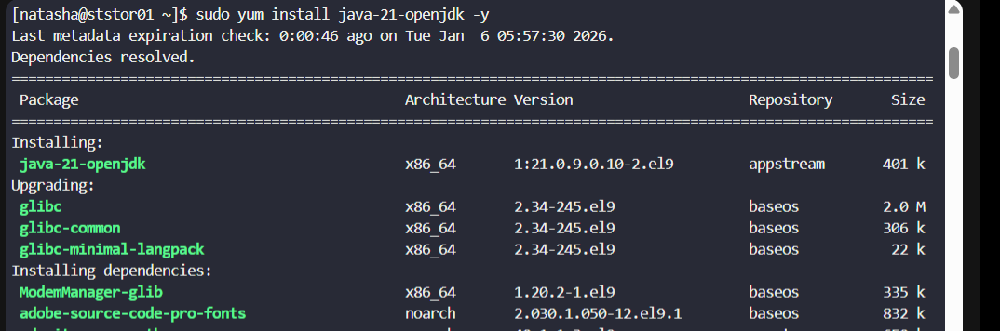 [natasha@ststor01 ~]$ sudo yum install java-21-openjdk -y
Last metadata expiration check: 0:00:46 ago on Tue Jan  6 05:57:30 2026.
Dependencies resolved.
================================================================================
Package Architecture Version Repository Size
================================================================================
Installing:
java-21-openjdk x86_64 1:21.0.9.0.10-2.el9 appstream 401 k
Upgrading:
glibc x86_64 2.34-245.el9 baseos 2.0 M
glibc-common x86_64 2.34-245.el9 baseos 306 k
glibc-minimal-langpack x86_64 2.34-245.el9 baseos 22 k
Installing dependencies:
ModemManager-glib x86_64 1.20.2-1.el9 baseos 335 k
adobe-source-code-pro-fonts noarch 2.030.1.050-12.el9.1 baseos 832 k